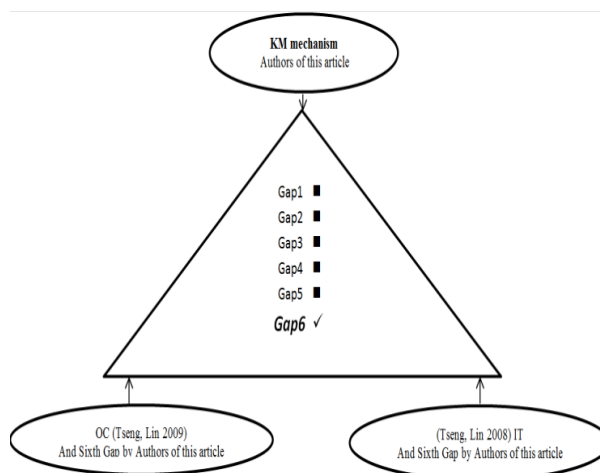 KM mechanism
Authors of this article
Gap1 ■
Gap2 ■
Gap3 ■
Gap4 ■
Gap5 ■
Gap6 ✓
OC (Tseng, Lin 2009)
And Sixth Gap by Authors of this article
(Tseng, Lin 2008) IT
And Sixth Gap by Authors of this article